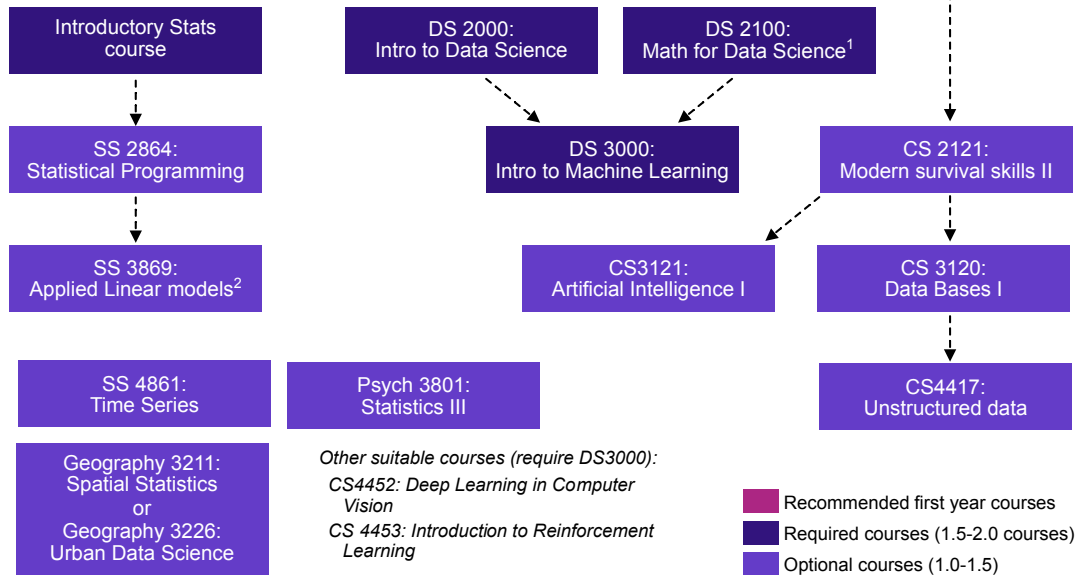 Introductory Stats
course
DS 2000:
Intro to Data Science
DS 2100:
Math for Data Science¹
SS 2864:
Statistical Programming
DS 3000:
Intro to Machine Learning
CS 2121:
Modern survival skills II
SS 3869:
Applied Linear models²
CS3121:
Artificial Intelligence I
CS 3120:
Data Bases I
SS 4861:
Time Series
Psych 3801:
Statistics III
CS4417:
Unstructured data
Geography 3211:
Spatial Statistics
or
Geography 3226:
Urban Data Science
Other suitable courses (require DS3000):
CS4452: Deep Learning in Computer
Vision
CS 4453: Introduction to Reinforcement
Learning
Recommended first year courses
Required courses (1.5-2.0 courses)
Optional courses (1.0-1.5)